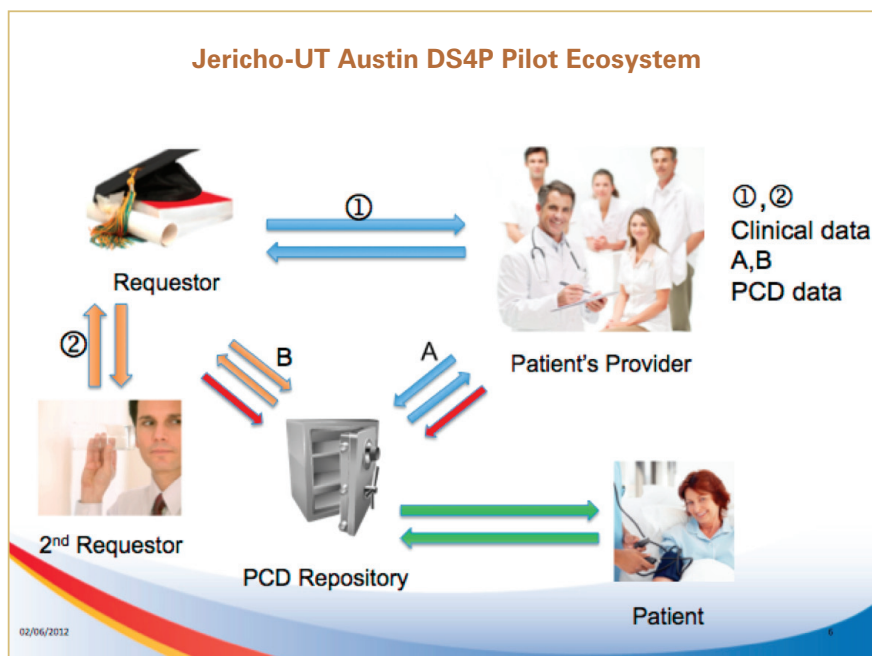 Jericho-UT Austin DS4P Pilot Ecosystem
①
①,②
Clinical data
A,B
PCD data
Requestor
②
B
A
Patient's Provider
2nd Requestor
PCD Repository
Patient
02/06/2012
6